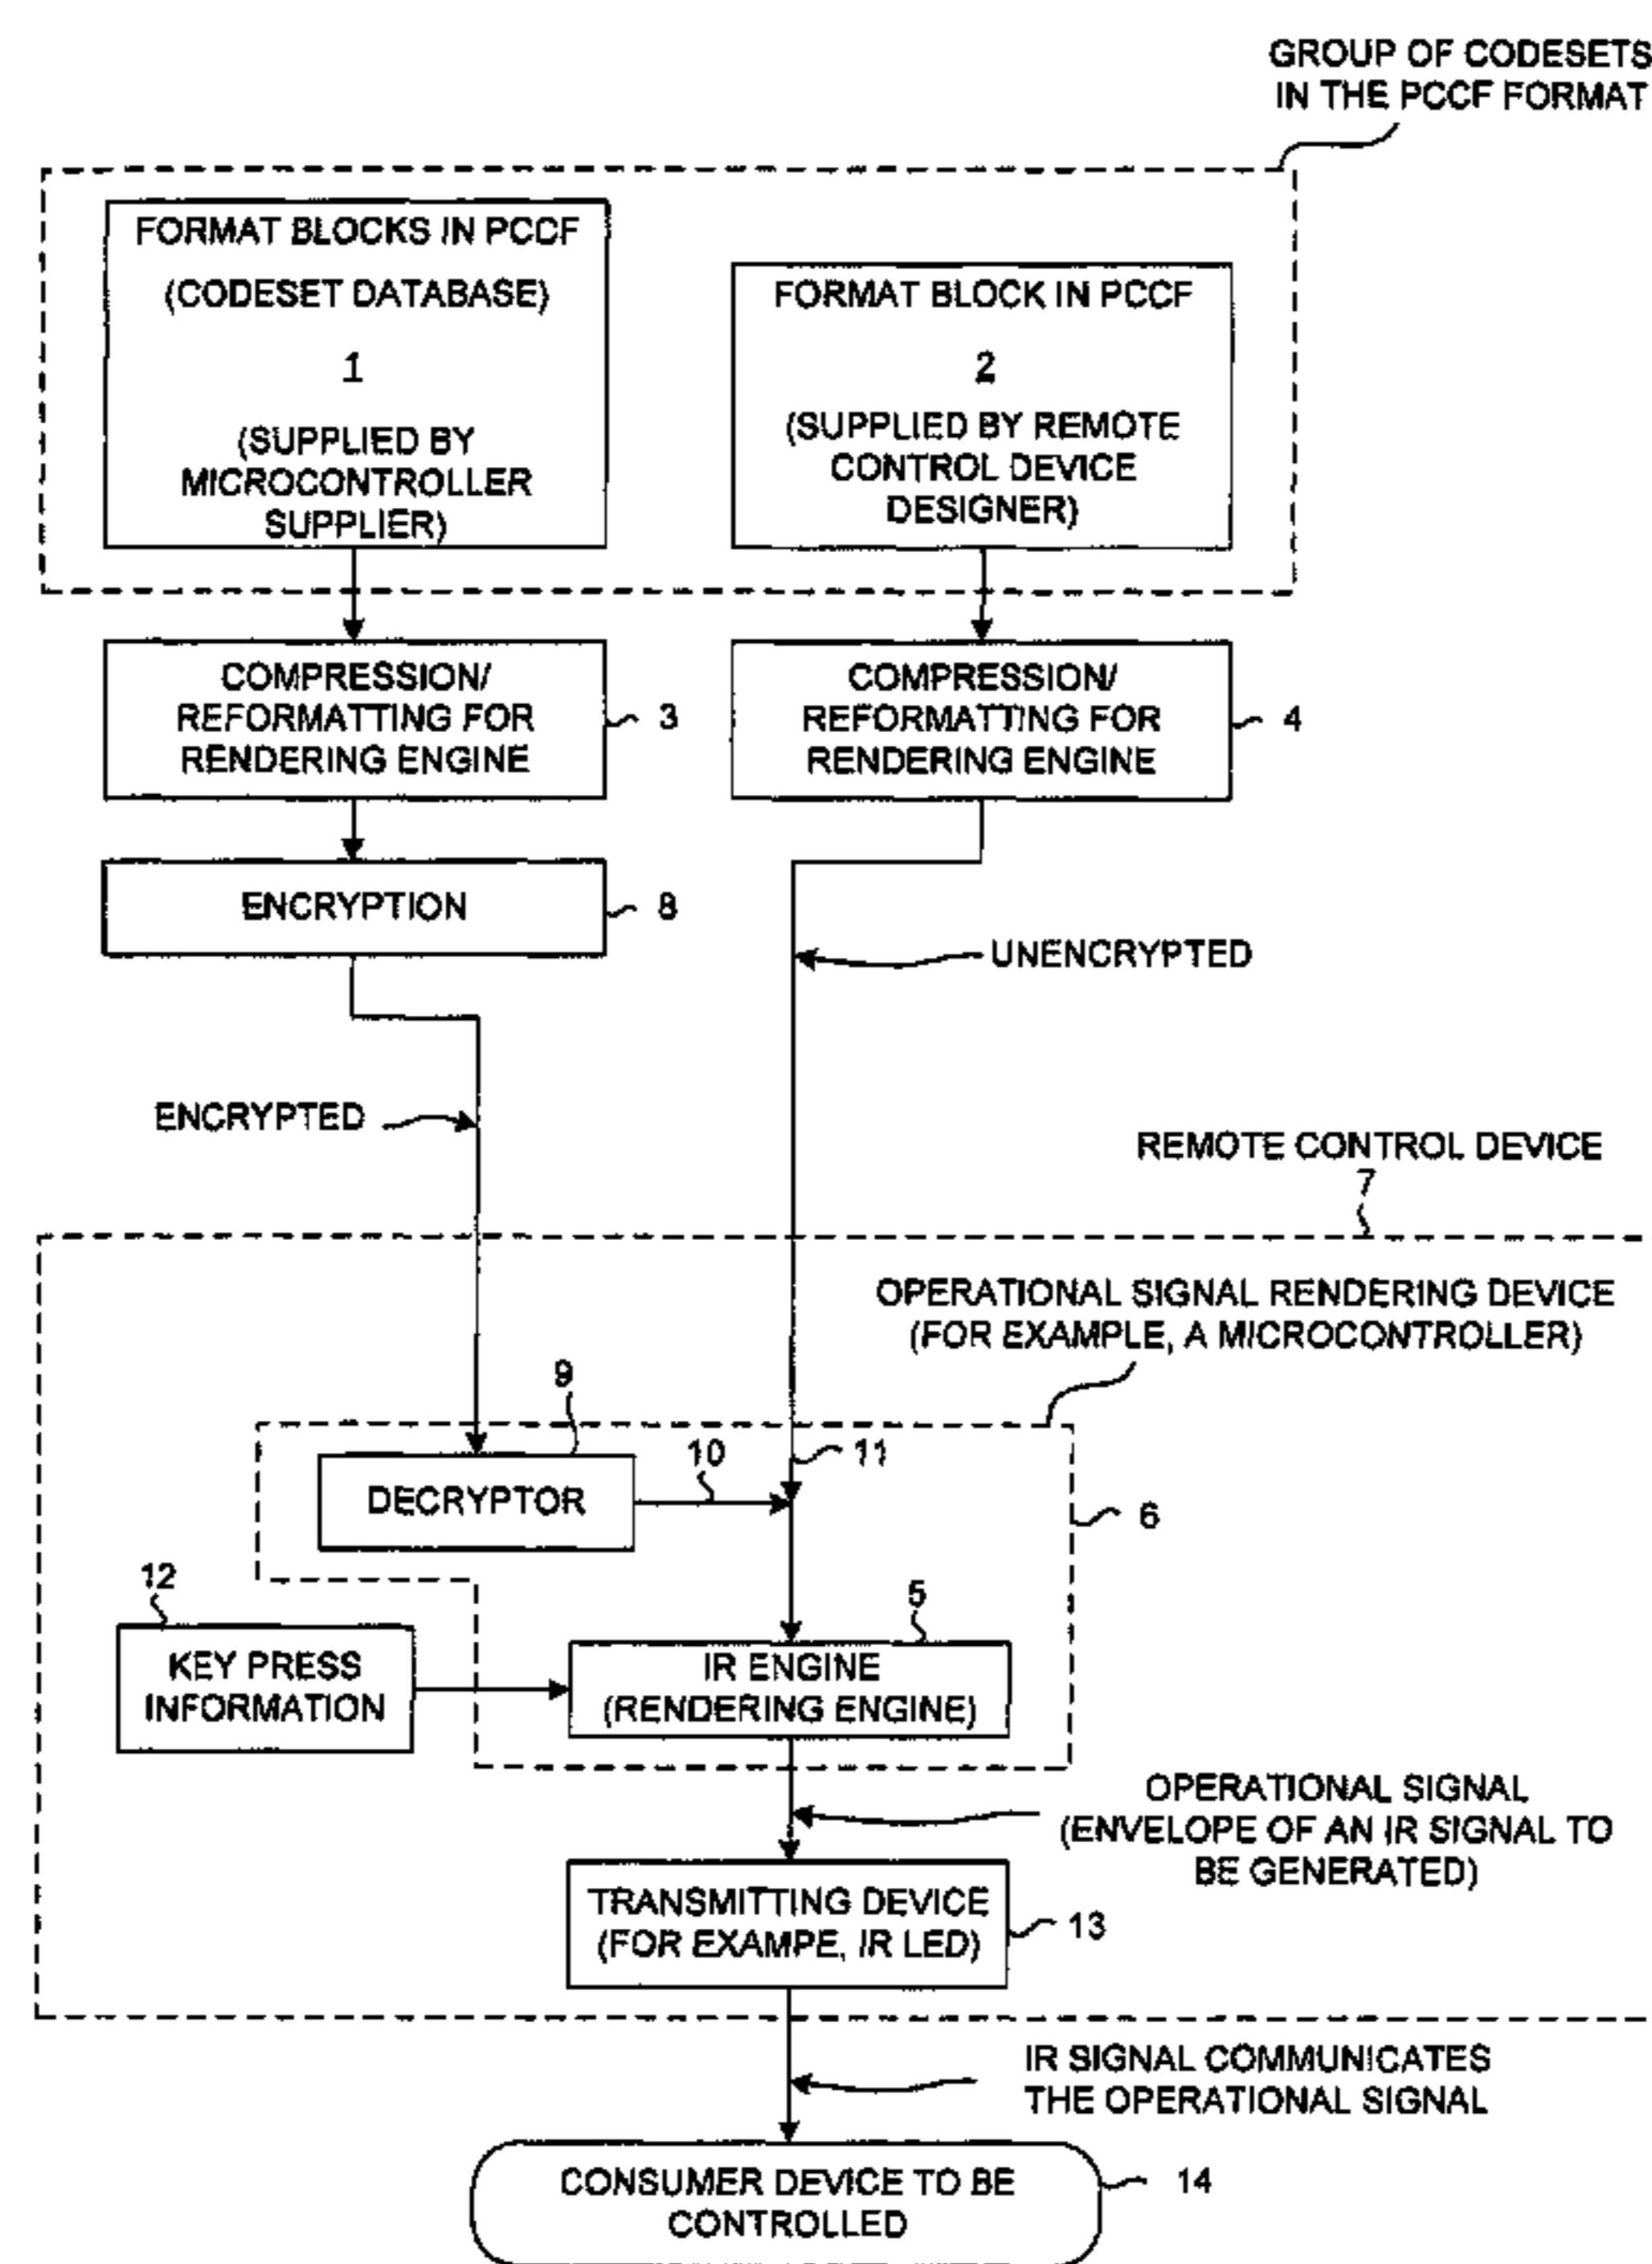 GROUP OF CODESETS
IN THE PCCF FORMAT
FORMAT BLOCKS IN PCCF
(CODESET DATABASE)
1
(SUPPLIED BY
MICROCONTROLLER
SUPPLIER)
FORMAT BLOCK IN PCCF
2
(SUPPLIED BY REMOTE
CONTROL DEVICE
DESIGNER)
COMPRESSION/
REFORMATTING FOR
RENDERING ENGINE
3
COMPRESSION/
REFORMATTING FOR
RENDERING ENGINE
4
ENCRYPTION
8
UNENCRYPTED
ENCRYPTED
REMOTE CONTROL DEVICE
7
OPERATIONAL SIGNAL RENDERING DEVICE
(FOR EXAMPLE, A MICROCONTROLLER)
9
DECRYPTOR
10
11
6
12
KEY PRESS
INFORMATION
5
IR ENGINE
(RENDERING ENGINE)
OPERATIONAL SIGNAL
(ENVELOPE OF AN IR SIGNAL TO
BE GENERATED)
TRANSMITTING DEVICE
(FOR EXAMPE, IR LED)
13
IR SIGNAL COMMUNICATES
THE OPERATIONAL SIGNAL
CONSUMER DEVICE TO BE
CONTROLLED
14